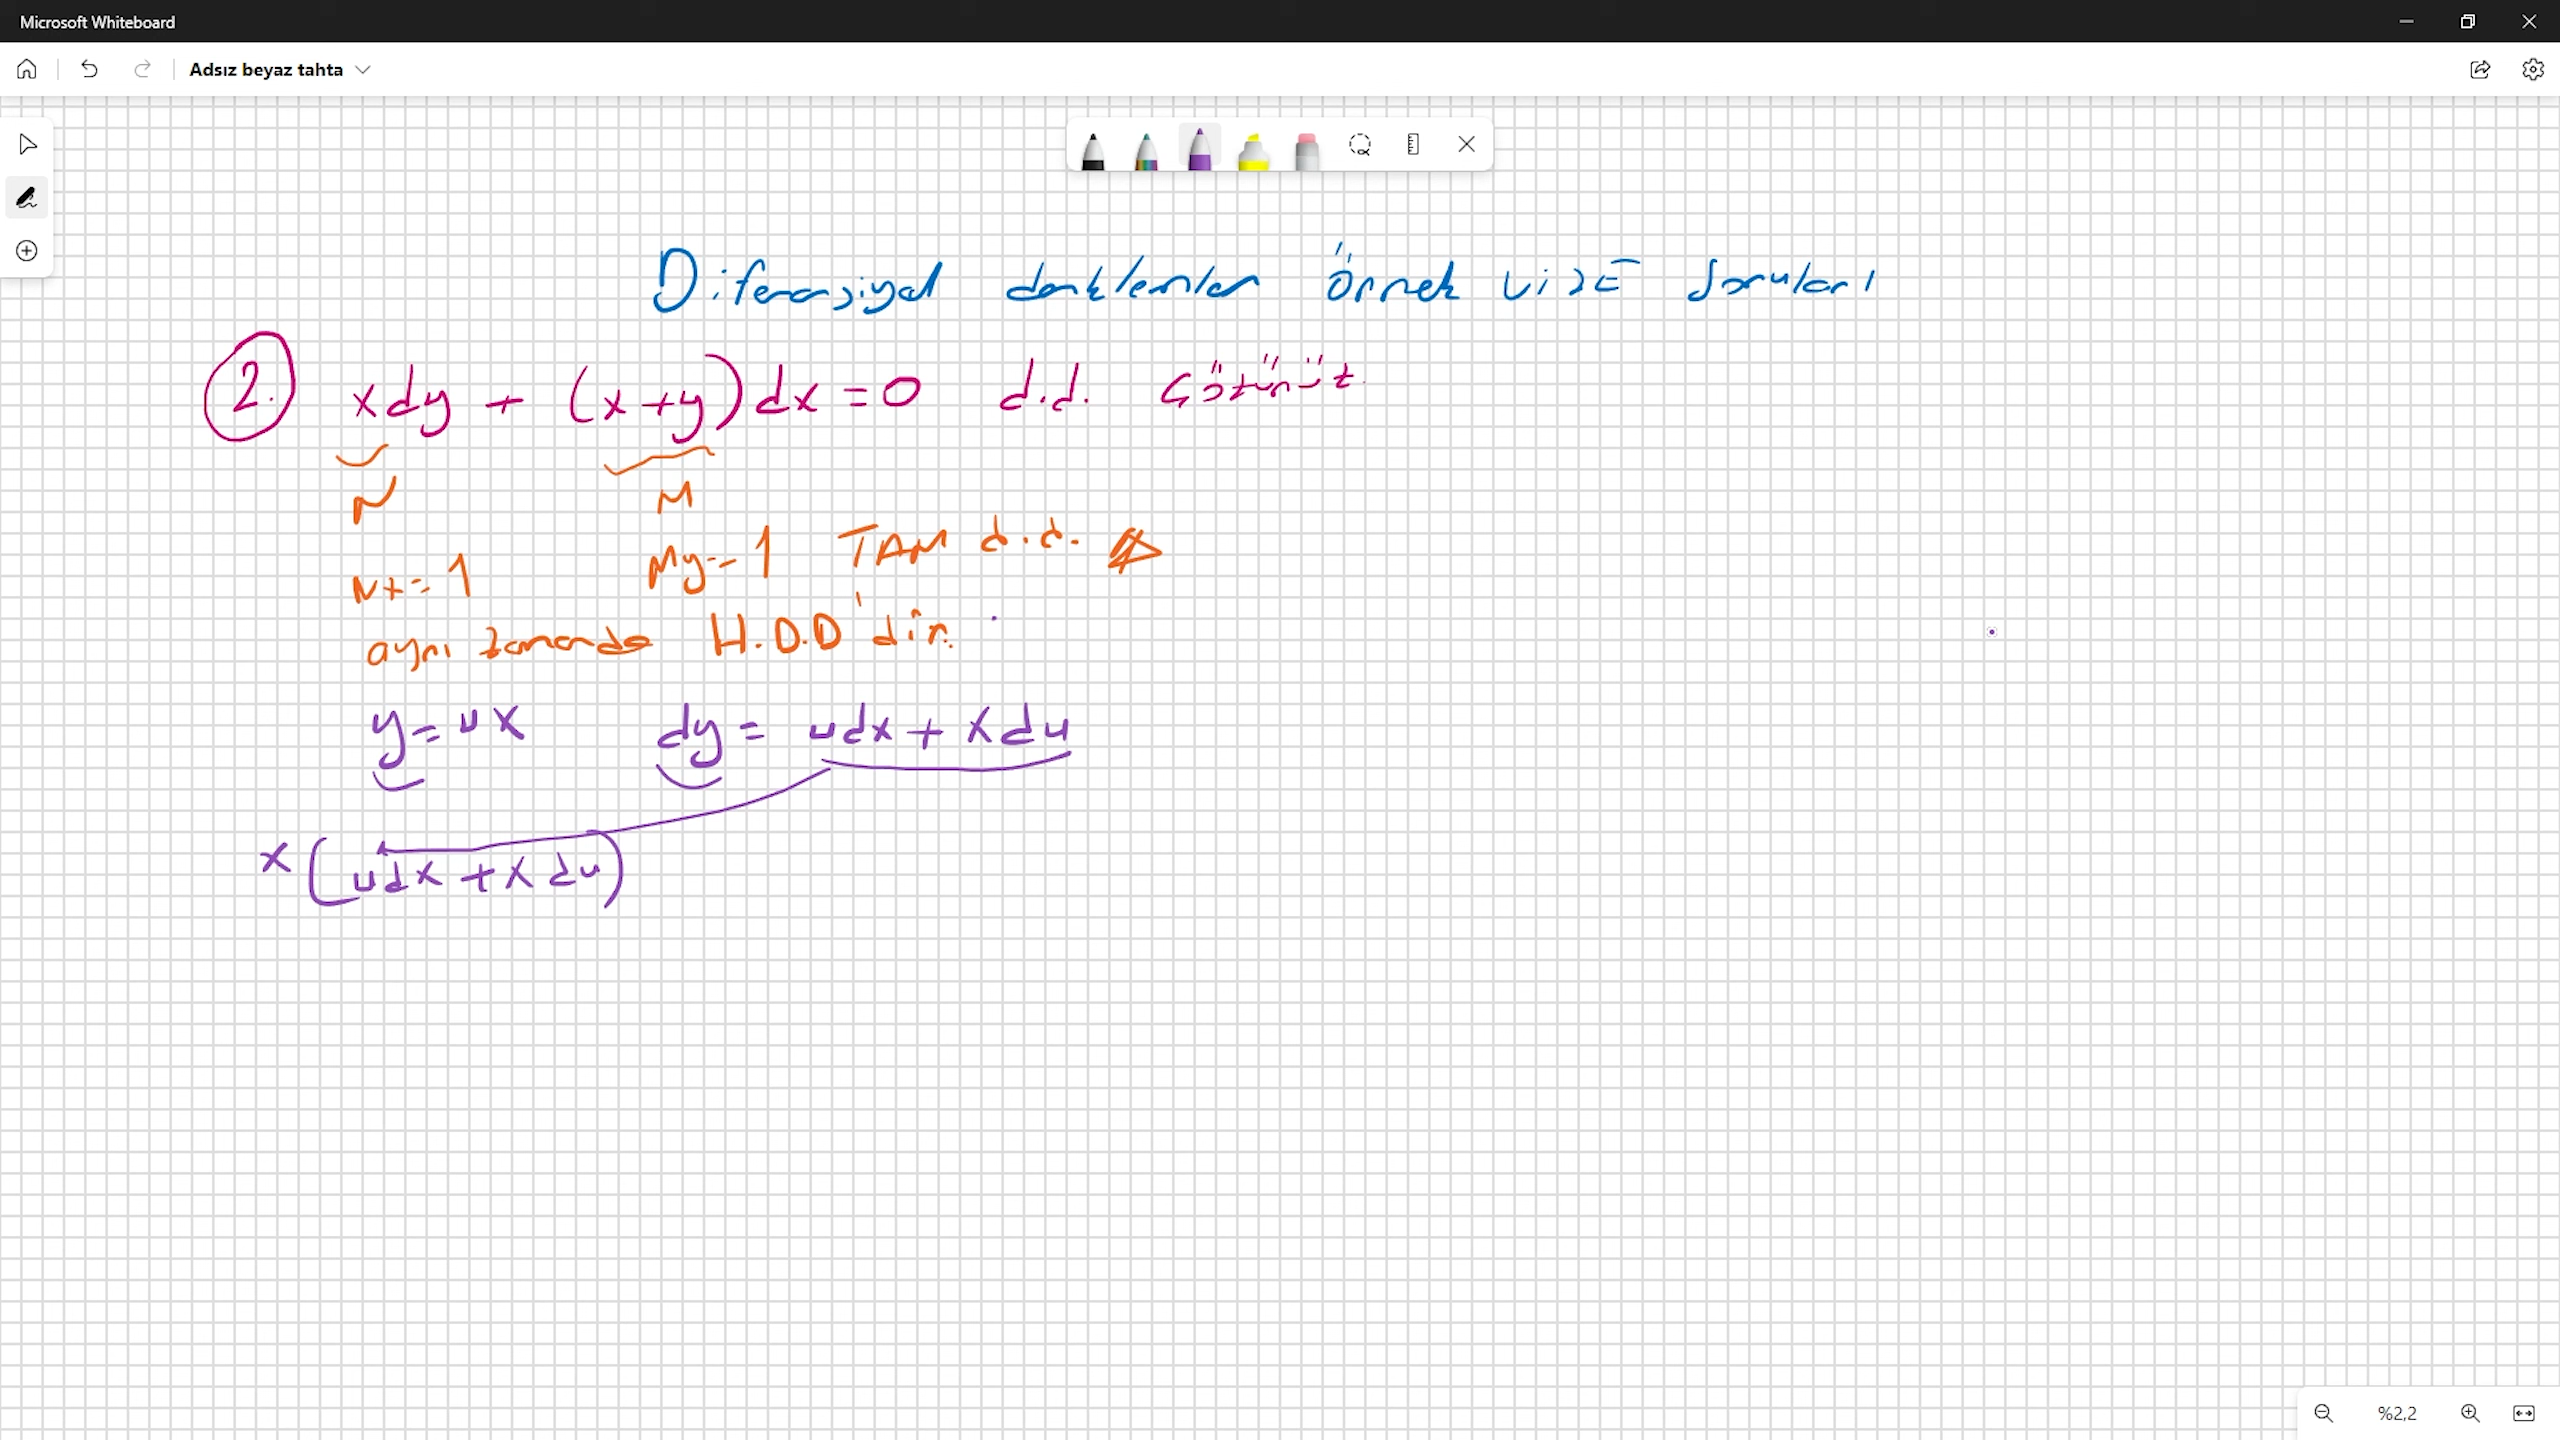 Microsoft Whiteboard
Adsız beyaz tahta
Diferansiyel denklemler örnek vize soruları
2. xdy + (x+y)dx = 0 d.d. Çözünüz.
N M
Nx = 1 My = 1 TAM d.d.
aynı zamanda H.D.D'dir.
y = ux dy = udx + xdu
x(udx + xdu)
%2,2